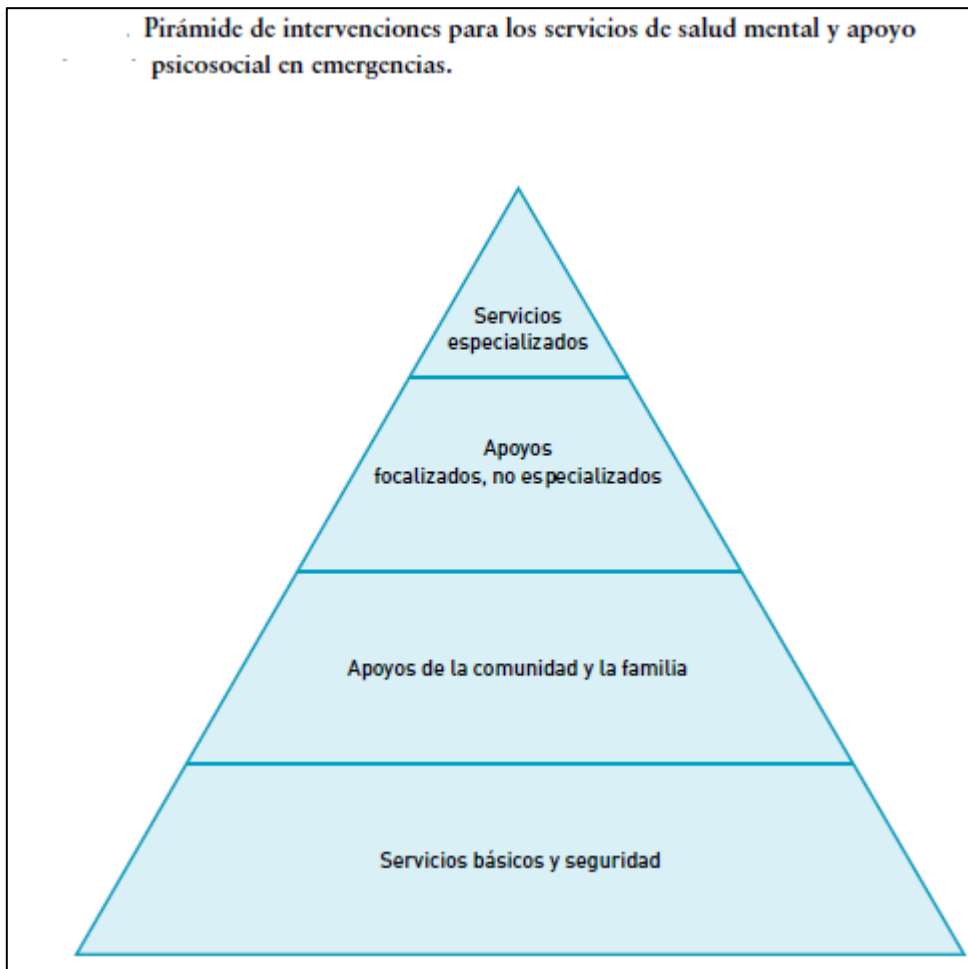 Pirámide de intervenciones para los servicios de salud mental y apoyo
psicosocial en emergencias.
Servicios
especializados
Apoyos
focalizados, no especializados
Apoyos de la comunidad y la familia
Servicios básicos y seguridad